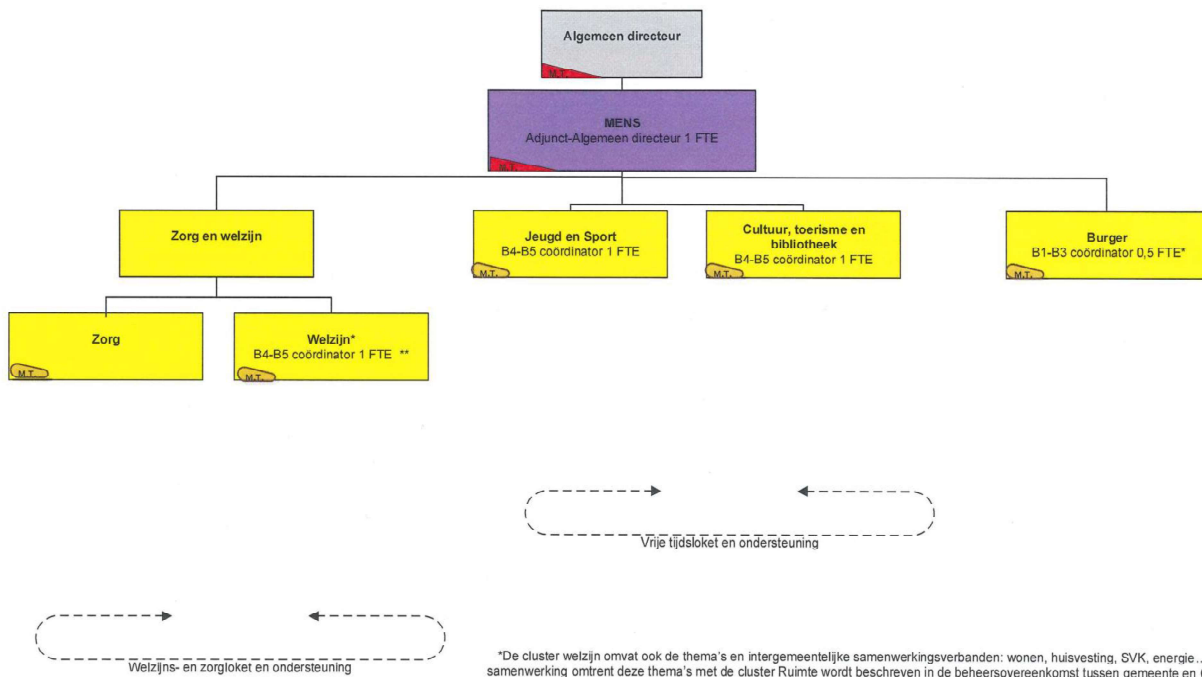 Algemeen directeur
M.T.
MENS
Adjunct-Algemeen directeur 1 FTE
M.T.
Zorg en welzijn
Jeugd en Sport
B4-B5 coördinator 1 FTE
M.T.
Cultuur, toerisme en
bibliotheek
B4-B5 coördinator 1 FTE
M.T.
Burger
B1-B3 coördinator 0,5 FTE*
M.T.
Zorg
M.T.
Welzijn*
B4-B5 coördinator 1 FTE **
M.T.
Vrije tijdsloket en ondersteuning
Welzijns- en zorgloket en ondersteuning
*De cluster welzijn omvat ook de thema's en intergemeentelijke samenwerkingsverbanden: wonen, huisvesting, SVK, energie..
samenwerking omtrent deze thema's met de cluster Ruimte wordt beschreven in de beheersovereenkomst tussen gemeente en